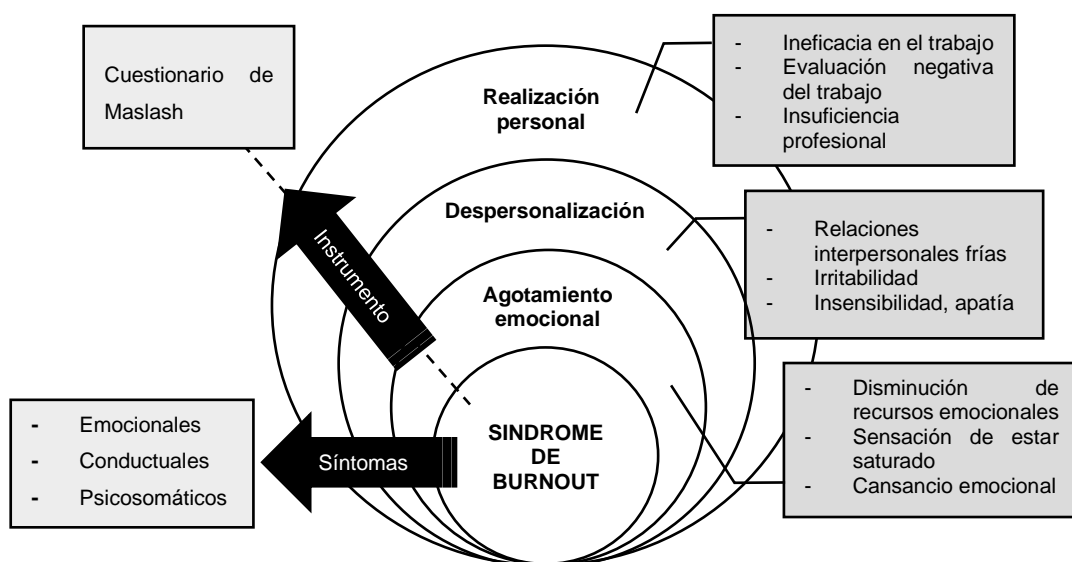 Cuestionario de
Maslash
Realización
personal
- Ineficacia en el trabajo
- Evaluación negativa
del trabajo
- Insuficiencia
profesional
Despersonalización
- Relaciones
interpersonales frías
- Irritabilidad
- Insensibilidad, apatía
Instrumento
Agotamiento
emocional
- Disminución de
recursos emocionales
- Sensación de estar
saturado
- Cansancio emocional
- Emocionales
- Conductuales
- Psicosomáticos
Síntomas
SINDROME
DE
BURNOUT